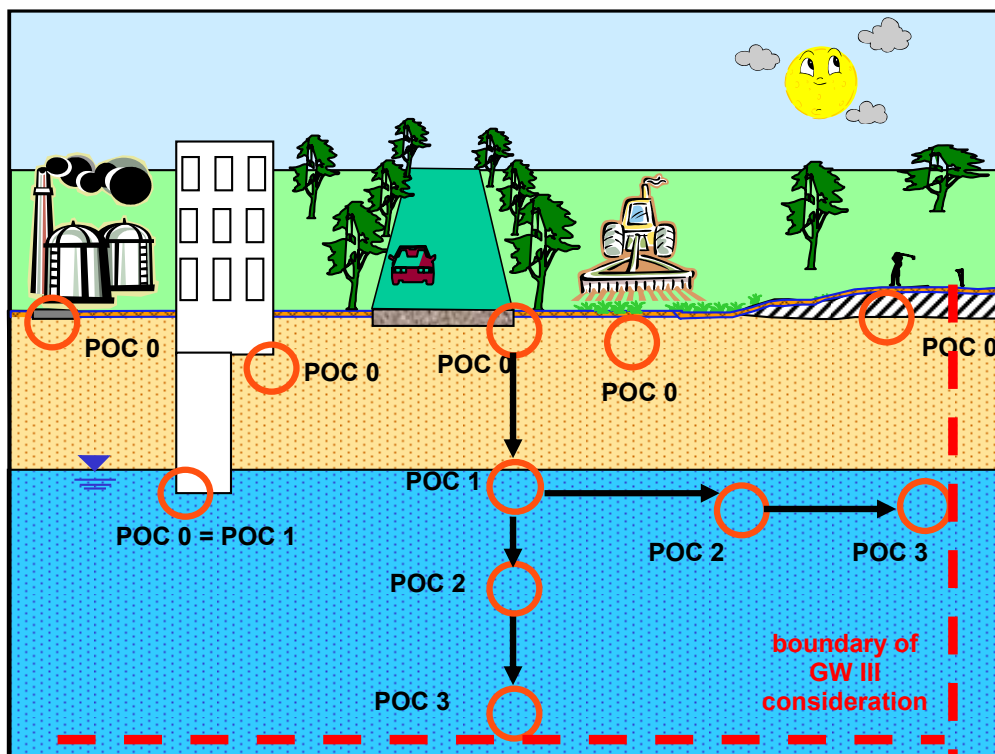 POC 0
POC 0
POC 0
POC 0
POC 0
POC 1
POC 0 = POC 1
POC 2
POC 3
POC 2
POC 3
boundary of
GW III
consideration